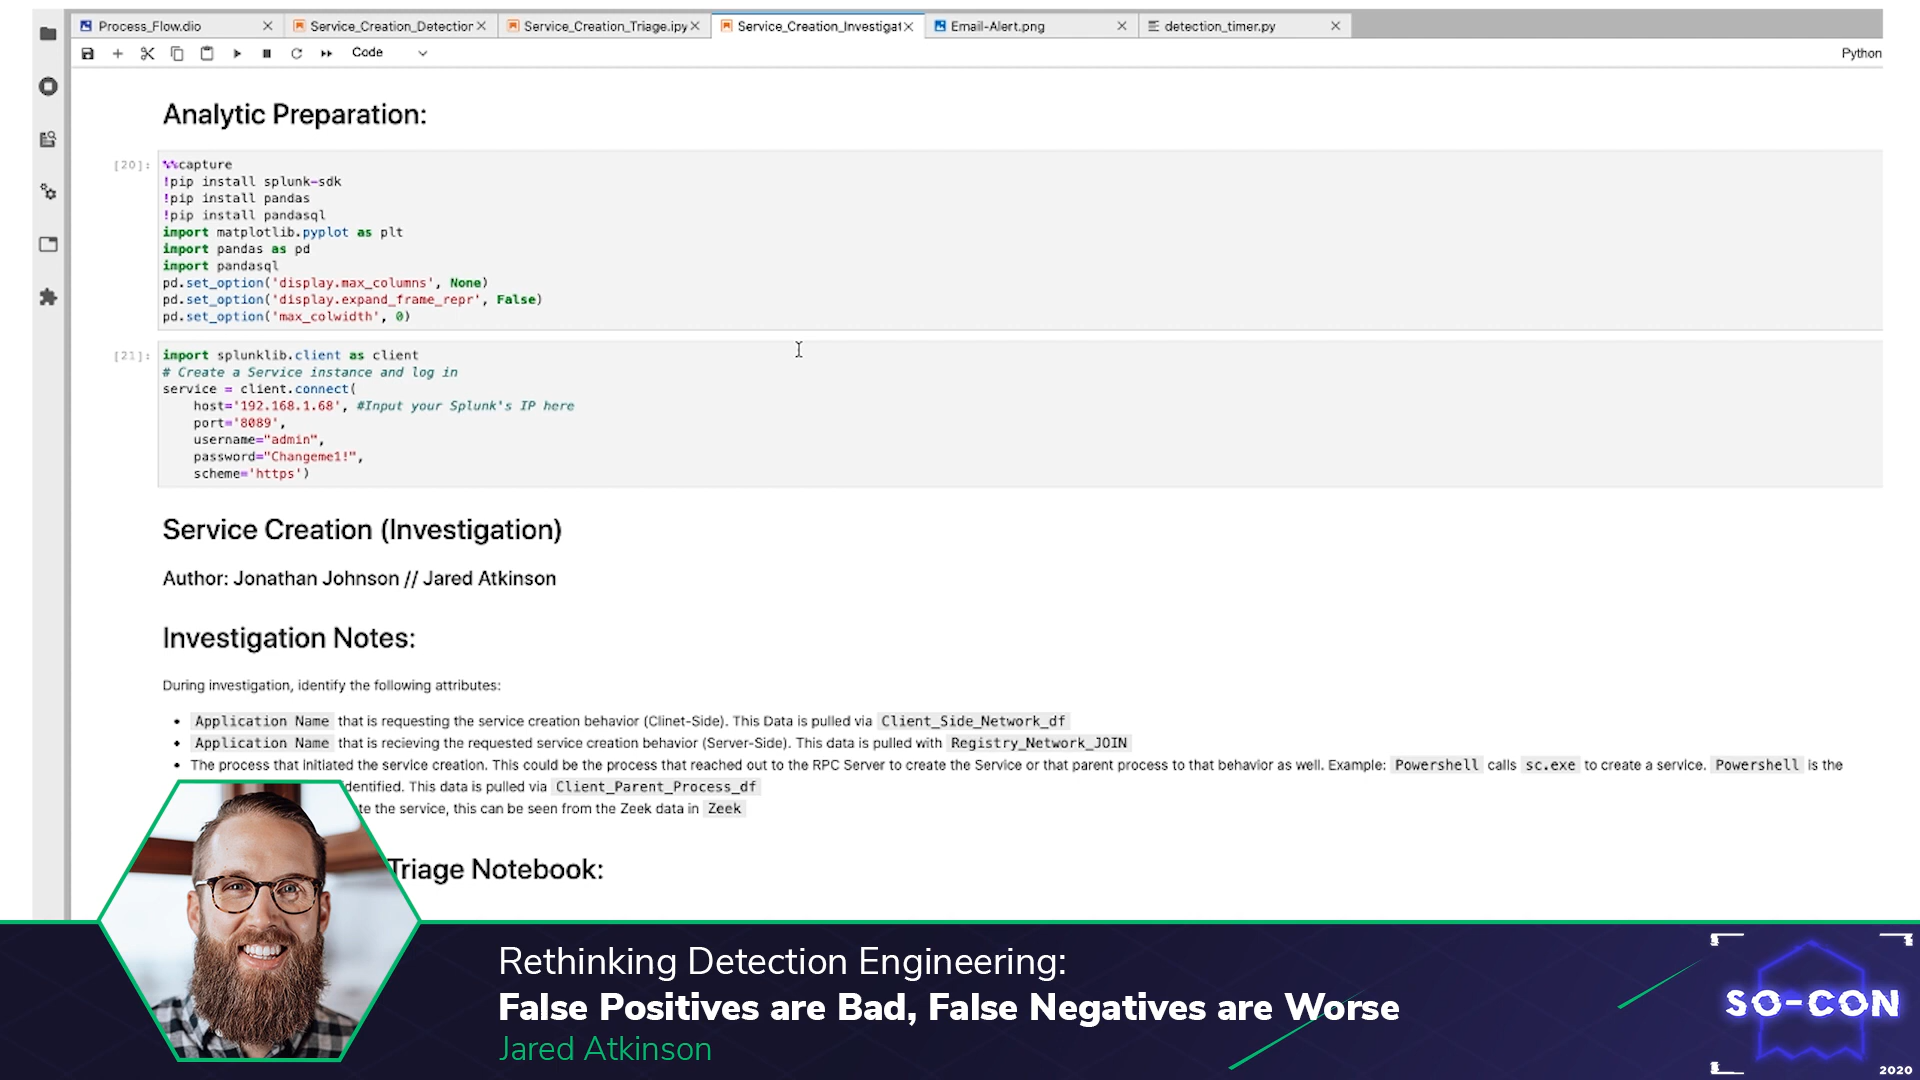 Process_Flow.dio
Service_Creation_Detection
Service_Creation_Triage.ipy
Service_Creation_Investigat
Email-Alert.png
detection_timer.py
Code
Python
Analytic Preparation:
[20]:
%%capture
!pip install splunk-sdk
!pip install pandas
!pip install pandasql
import matplotlib.pyplot as plt
import pandas as pd
import pandasql
pd.set_option('display.max_columns', None)
pd.set_option('display.expand_frame_repr', False)
pd.set_option('max_colwidth', 0)
[21]:
import splunklib.client as client
# Create a Service instance and log in
service = client.connect(
host='192.168.1.68', #Input your Splunk's IP here
port='8089',
username="admin",
password="Changeme1!",
scheme='https')
Service Creation (Investigation)
Author: Jonathan Johnson // Jared Atkinson
Investigation Notes:
During investigation, identify the following attributes:
• Application Name that is requesting the service creation behavior (Clinet-Side). This Data is pulled via Client_Side_Network_df
• Application Name that is recieving the requested service creation behavior (Server-Side). This data is pulled with Registry_Network_JOIN
• The process that initiated the service creation. This could be the process that reached out to the RPC Server to create the Service or that parent process to that behavior as well. Example: Powershell calls sc.exe to create a service. Powershell is the
dentified. This data is pulled via Client_Parent_Process_df
te the service, this can be seen from the Zeek data in Zeek
Triage Notebook:
Rethinking Detection Engineering:
False Positives are Bad, False Negatives are Worse
Jared Atkinson
SO-CON
2020